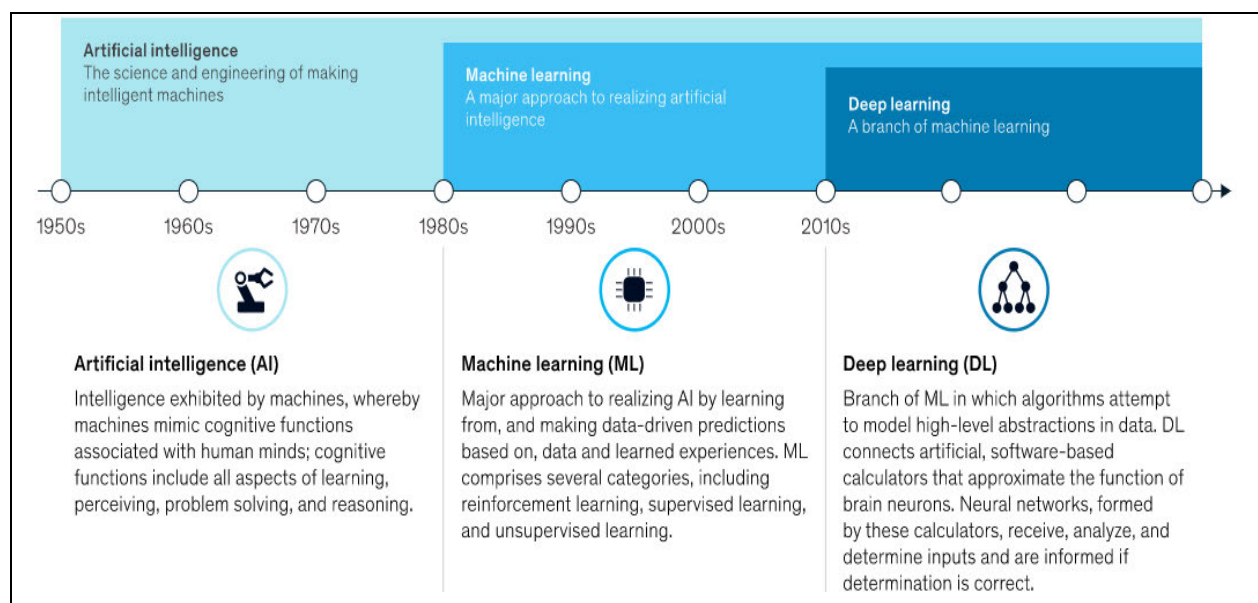 Artificial intelligence
The science and engineering of making
intelligent machines
Machine learning
A major approach to realizing artificial
intelligence
Deep learning
A branch of machine learning
1950s 1960s 1970s 1980s 1990s 2000s 2010s
Artificial intelligence (AI)
Intelligence exhibited by machines, whereby
machines mimic cognitive functions
associated with human minds; cognitive
functions include all aspects of learning,
perceiving, problem solving, and reasoning.
Machine learning (ML)
Major approach to realizing AI by learning
from, and making data-driven predictions
based on, data and learned experiences. ML
comprises several categories, including
reinforcement learning, supervised learning,
and unsupervised learning.
Deep learning (DL)
Branch of ML in which algorithms attempt
to model high-level abstractions in data. DL
connects artificial, software-based
calculators that approximate the function of
brain neurons. Neural networks, formed
by these calculators, receive, analyze, and
determine inputs and are informed if
determination is correct.